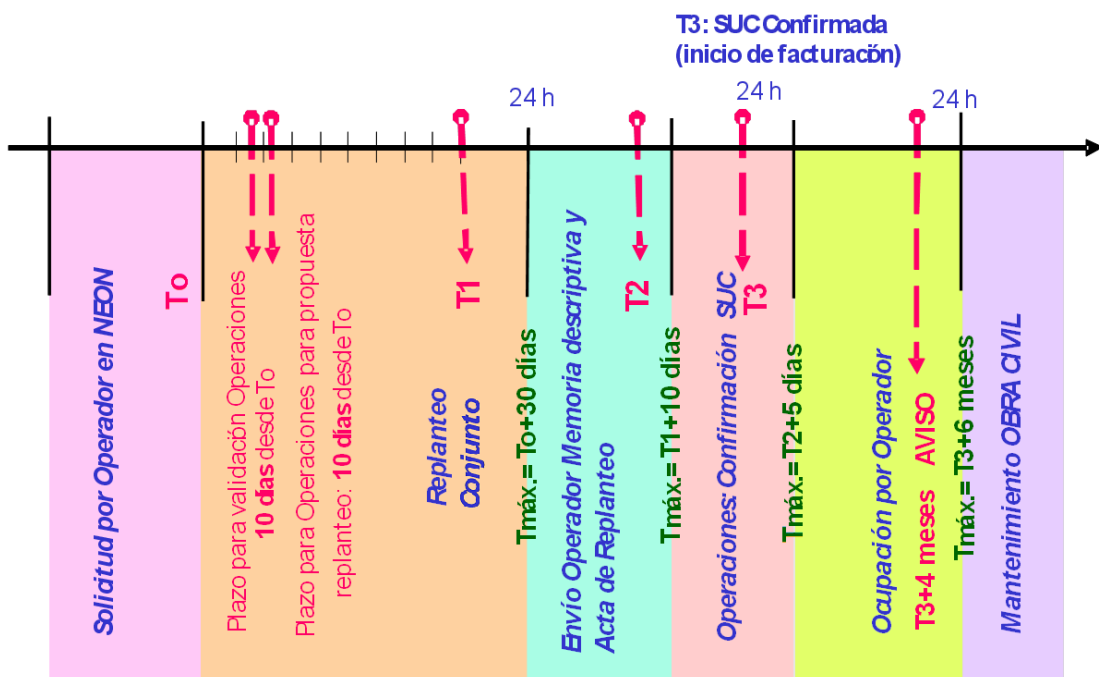 T3: SUC Confirmada
(inicio de facturación)
24 h
24 h
24 h
Solicitud por Operador en NEON
To
Plazo para validación Operaciones
10 días desde To
Plazo para Operaciones para propuesta
replanteo: 10 días desde To
T1
Replanteo
Conjunto
Tmáx.= To+30 días
Envío Operador Memoria descriptiva y
Acta de Replanteo
T2
Tmáx.= T1+10 días
Operaciones: Confirmación SUC
T3
Tmáx.= T2+5 días
Ocupación por Operador
T3+4 meses AVISO
Tmáx.= T3+6 meses
Mantenimiento OBRA CIVIL